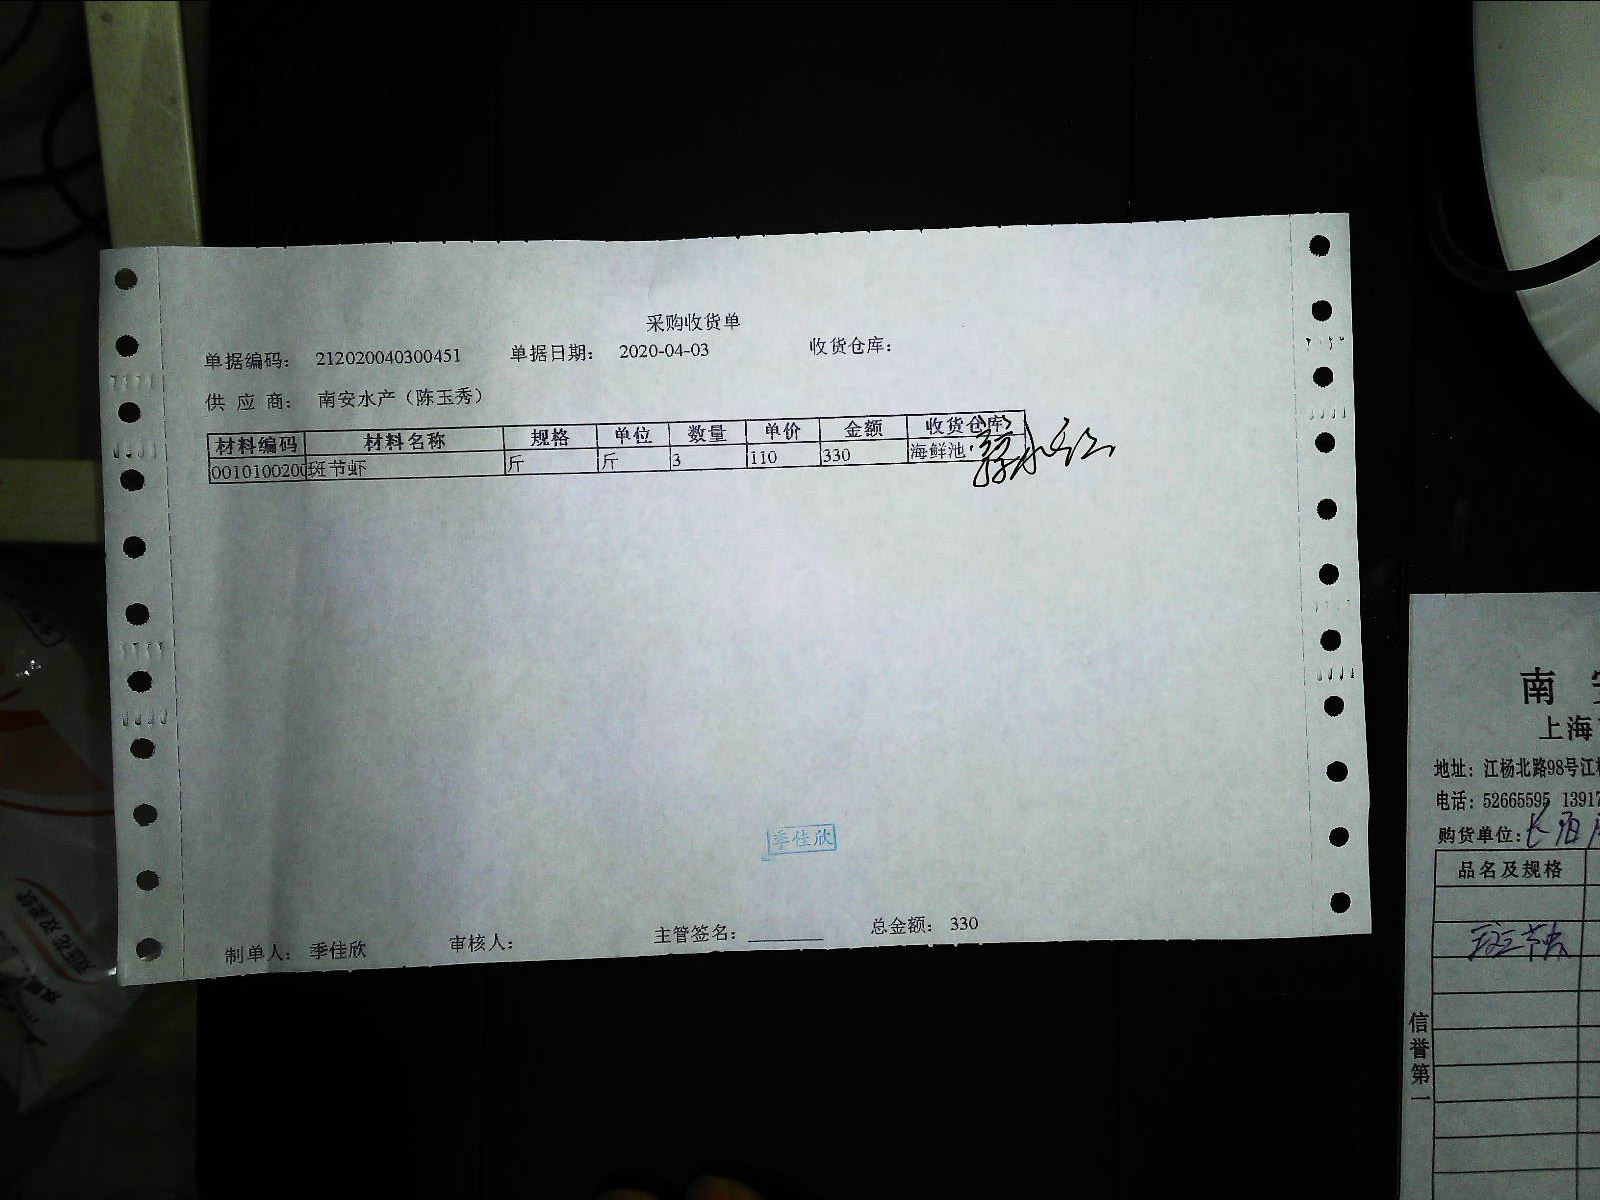 采购收货单
单据编码： 212020040300451 单据日期： 2020-04-03 收货仓库：
供 应 商： 南安水产（陈玉秀）
材料编码 材料名称 规格 单位 数量 单价 金额 收货仓库
001010020 斑节虾 斤 斤 3 110 330 海鲜池
季佳欣
制单人： 季佳欣 审核人： 主管签名：________ 总金额： 330
南
上海
地址：江杨北路98号江
电话：52665595 13917
购货单位：
品名及规格
斑节虾
信誉第一